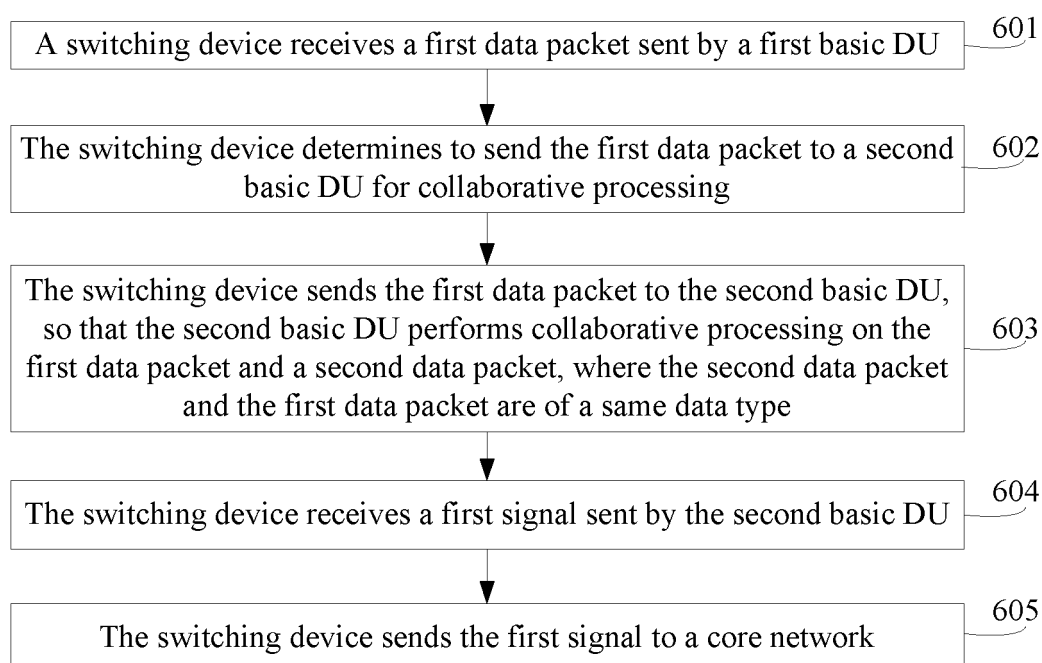 A switching device receives a first data packet sent by a first basic DU
601
The switching device determines to send the first data packet to a second
basic DU for collaborative processing
602
The switching device sends the first data packet to the second basic DU,
so that the second basic DU performs collaborative processing on the
first data packet and a second data packet, where the second data packet
and the first data packet are of a same data type
603
The switching device receives a first signal sent by the second basic DU
604
The switching device sends the first signal to a core network
605